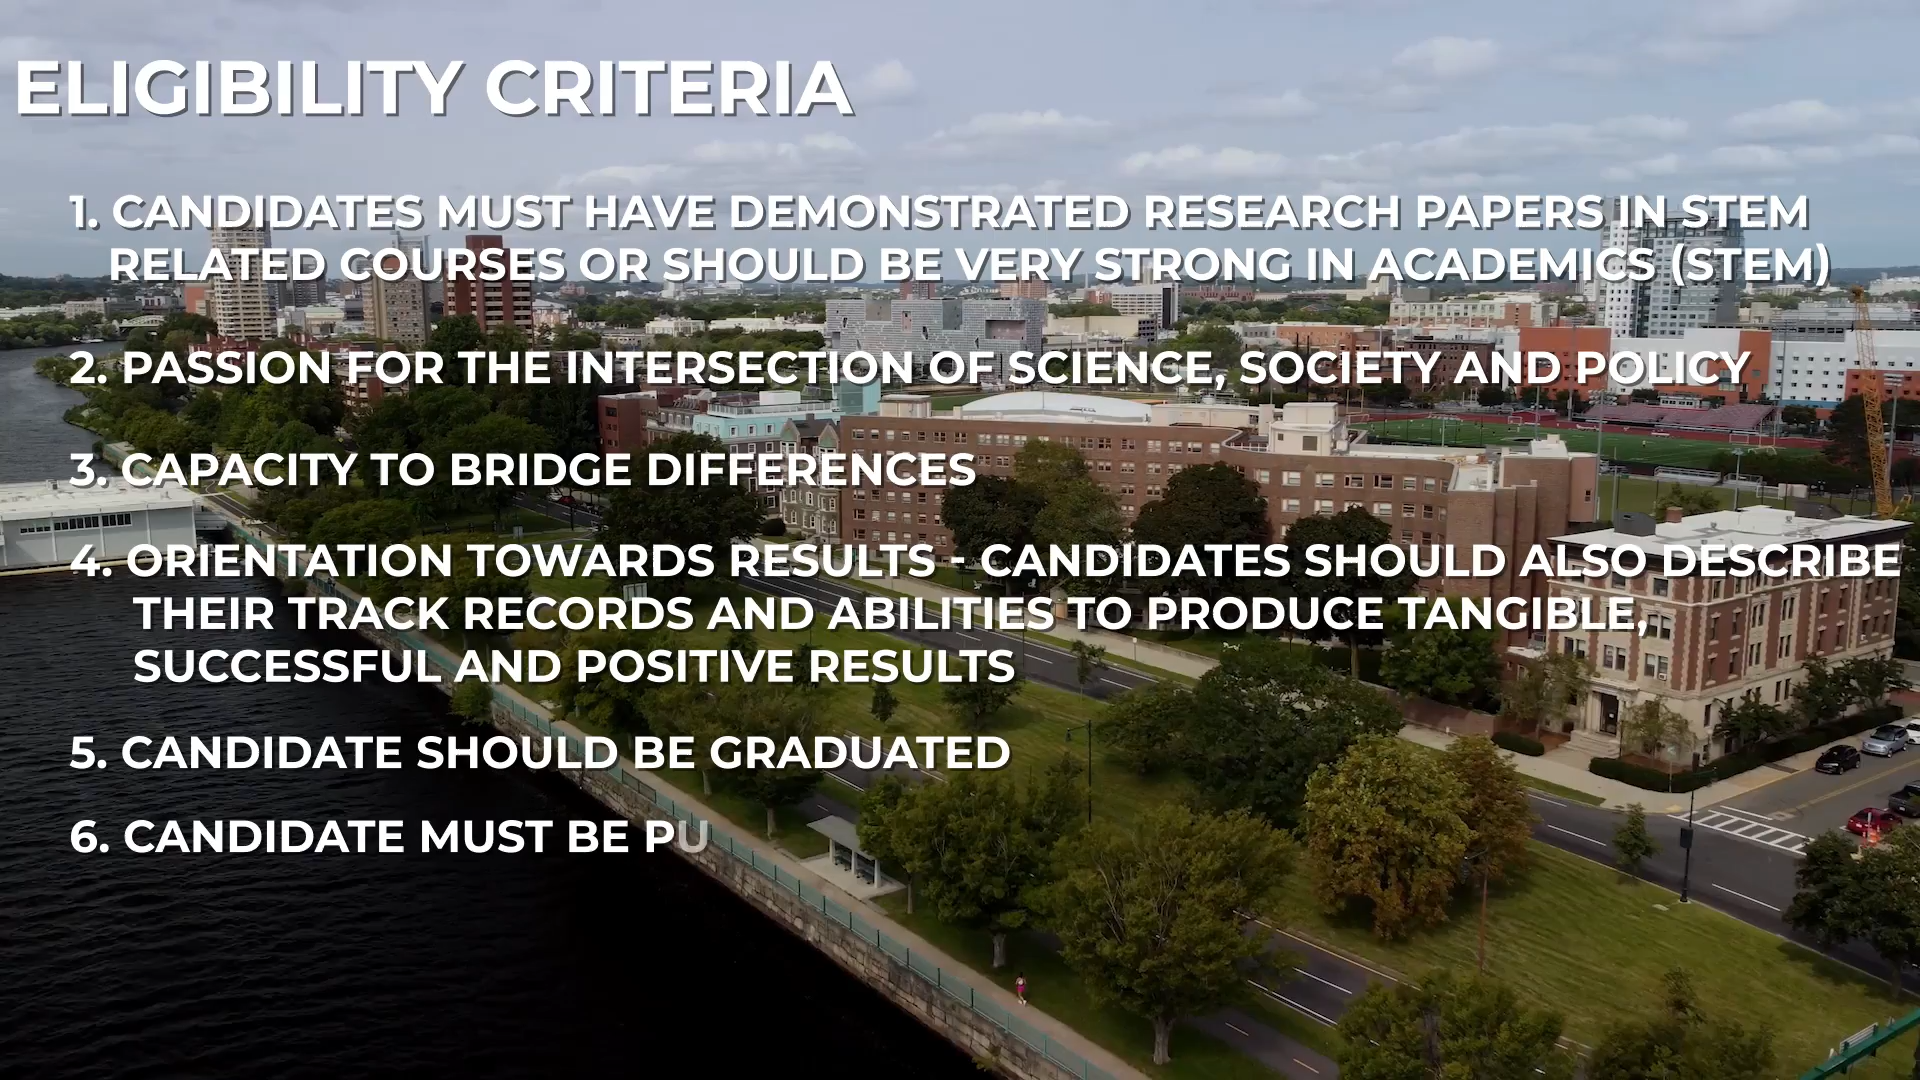 ELIGIBILITY CRITERIA
1. CANDIDATES MUST HAVE DEMONSTRATED RESEARCH PAPERS IN STEM
RELATED COURSES OR SHOULD BE VERY STRONG IN ACADEMICS (STEM)
2. PASSION FOR THE INTERSECTION OF SCIENCE, SOCIETY AND POLICY
3. CAPACITY TO BRIDGE DIFFERENCES
4. ORIENTATION TOWARDS RESULTS - CANDIDATES SHOULD ALSO DESCRIBE
THEIR TRACK RECORDS AND ABILITIES TO PRODUCE TANGIBLE,
SUCCESSFUL AND POSITIVE RESULTS
5. CANDIDATE SHOULD BE GRADUATED
6. CANDIDATE MUST BE PU